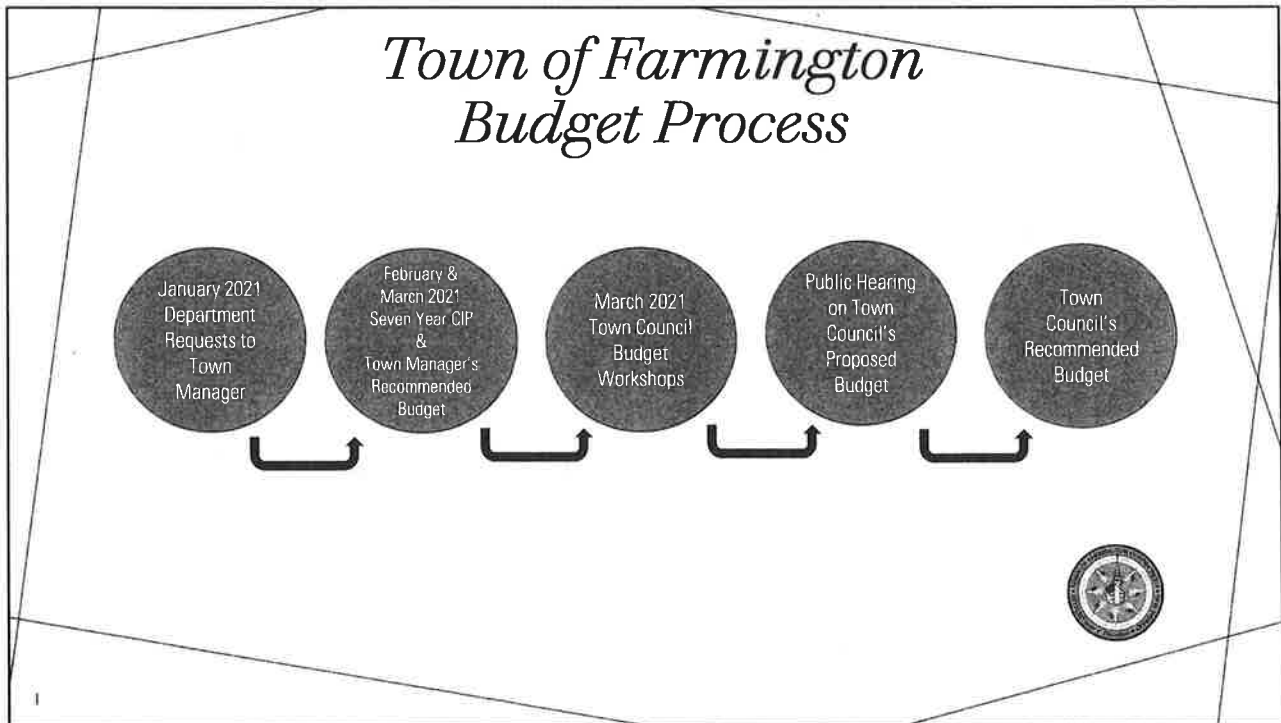 Town of Farmington
Budget Process
January 2021
Department
Requests to
Town
Manager
February &
March 2021
Seven Year CIP
&
Town Manager's
Recommended
Budget
March 2021
Town Council
Budget
Workshops
Public Hearing
on Town
Council's
Proposed
Budget
Town
Council's
Recommended
Budget
1